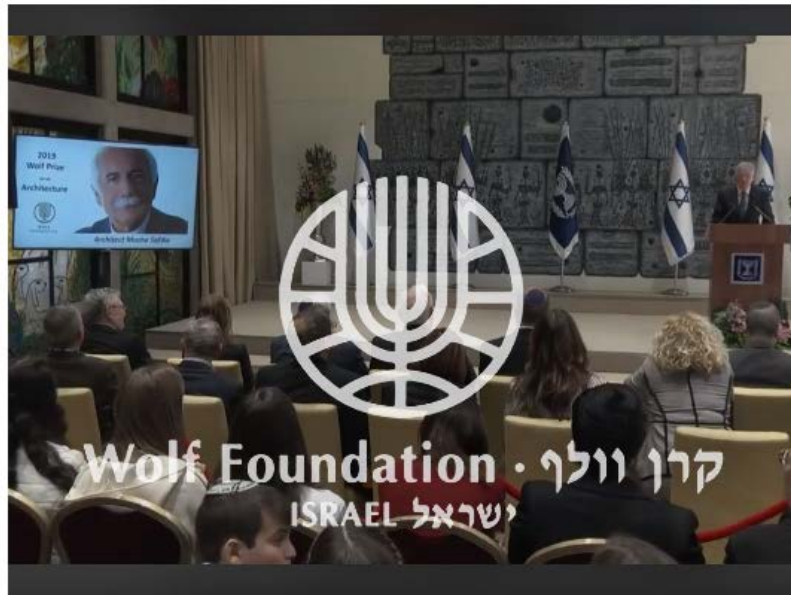 2019
Wolf Prize
Architecture
Architect Moshe Safdie
Wolf Foundation · קרן וולף
ISRAEL ישראל